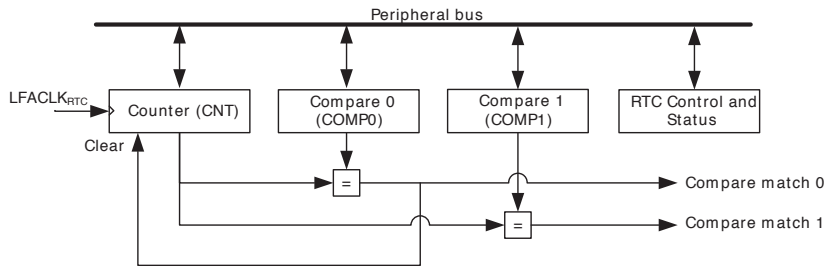 Peripheral bus
LFACLKRTC
Counter (CNT)
Compare 0
(COMP0)
Compare 1
(COMP1)
RTC Control and
Status
Clear
=
Compare match 0
=
Compare match 1